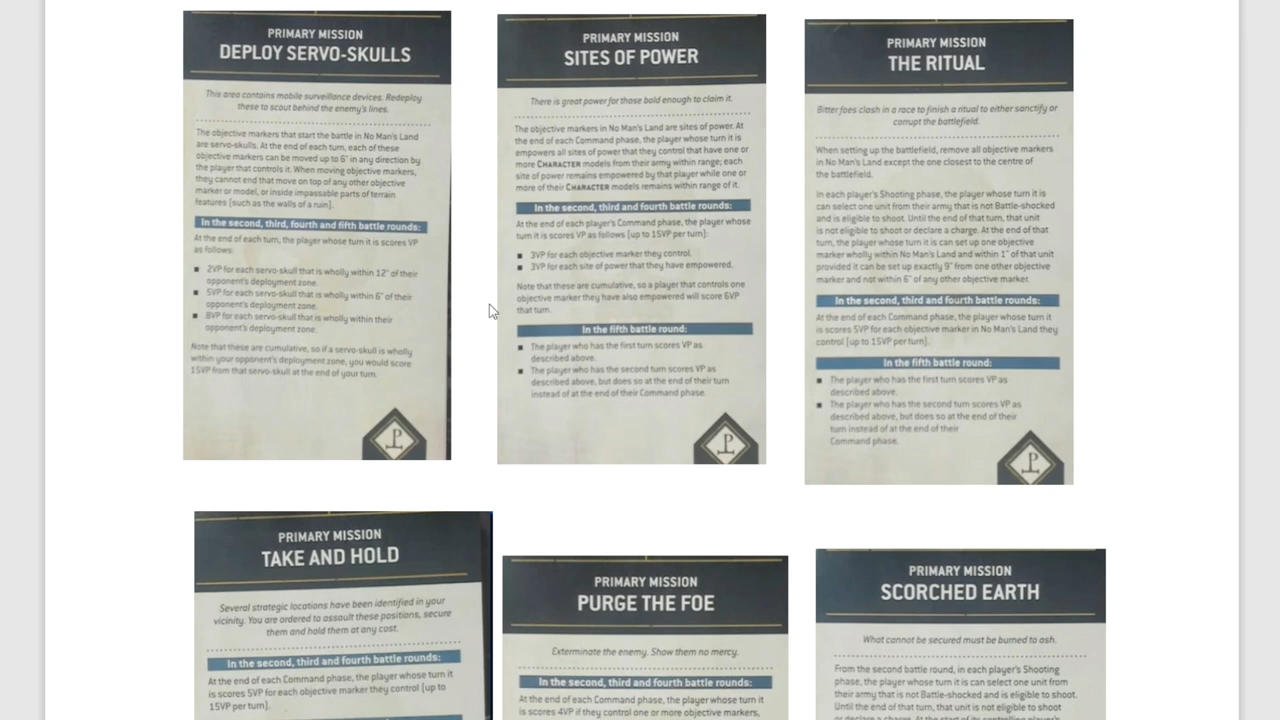 PRIMARY MISSION
DEPLOY SERVO-SKULLS
This area contains mobile surveillance devices. Redeploy
these to scout behind the enemy's lines.
The objective markers that start the battle in No Man's Land
are servo-skulls. At the end of each turn, each of these
objective markers can be moved up to 6" in any direction by
the player that controls it. When moving objective markers,
they cannot end that move on top of any other objective
marker or model, or inside impassable parts of terrain
features [such as the walls of a ruin].
In the second, third, fourth and fifth battle rounds:
At the end of each turn, the player whose turn it is scores VP
as follows:
■ 2VP for each servo-skull that is wholly within 12" of their
opponent's deployment zone.
■ 5VP for each servo-skull that is wholly within 6" of their
opponent's deployment zone.
■ 8VP for each servo-skull that is wholly within their
opponent's deployment zone.
Note that these are cumulative, so if a servo-skull is wholly
within your opponent's deployment zone, you would score
15VP from that servo-skull at the end of your turn.
PRIMARY MISSION
SITES OF POWER
There is great power for those bold enough to claim it.
The objective markers in No Man's Land are sites of power. At
the end of each Command phase, the player whose turn it is
empowers all sites of power that they control that have one or
more CHARACTER models from their army within range; each
site of power remains empowered by that player while one or
more of their CHARACTER models remains within range of it.
In the second, third and fourth battle rounds:
At the end of each player's Command phase, the player whose
turn it is scores VP as follows [up to 15VP per turn]:
■ 3VP for each objective marker they control.
■ 3VP for each site of power that they have empowered.
Note that these are cumulative, so a player that controls one
objective marker they have also empowered will score 6VP
that turn.
In the fifth battle round:
■ The player who has the first turn scores VP as
described above.
■ The player who has the second turn scores VP as
described above, but does so at the end of their turn
instead of at the end of their Command phase.
PRIMARY MISSION
THE RITUAL
Bitter foes clash in a race to finish a ritual to either sanctify or
corrupt the battlefield.
When setting up the battlefield, remove all objective markers
in No Man's Land except the one closest to the centre of
the battlefield.
In each player's Shooting phase, the player whose turn it is
can select one unit from their army that is not Battle-shocked
and is eligible to shoot. Until the end of that turn, that unit
is not eligible to shoot or declare a charge. At the end of that
turn, the player whose turn it is can set up one objective
marker wholly within No Man's Land and within 1" of that unit
provided it can be set up exactly 9" from one other objective
marker and not within 6" of any other objective marker.
In the second, third and fourth battle rounds:
At the end of each Command phase, the player whose turn it
is scores 5VP for each objective marker in No Man's Land they
control [up to 15VP per turn].
In the fifth battle round:
■ The player who has the first turn scores VP as
described above.
■ The player who has the second turn scores VP as
described above, but does so at the end of their
turn instead of at the end of their
Command phase.
PRIMARY MISSION
TAKE AND HOLD
Several strategic locations have been identified in your
vicinity. You are ordered to assault these positions, secure
them and hold them at any cost.
In the second, third and fourth battle rounds:
At the end of each Command phase, the player whose turn it
is scores 5VP for each objective marker they control [up to
15VP per turn].
PRIMARY MISSION
PURGE THE FOE
Exterminate the enemy. Show them no mercy.
In the second, third and fourth battle rounds:
At the end of each Command phase, the player whose turn it
is scores 4VP if they control one or more objective markers,
PRIMARY MISSION
SCORCHED EARTH
What cannot be secured must be burned to ash.
From the second battle round, in each player's Shooting
phase, the player whose turn it is can select one unit from
their army that is not Battle-shocked and is eligible to shoot.
Until the end of that turn, that unit is not eligible to shoot
or declare a charge. At the start of its controlling player's